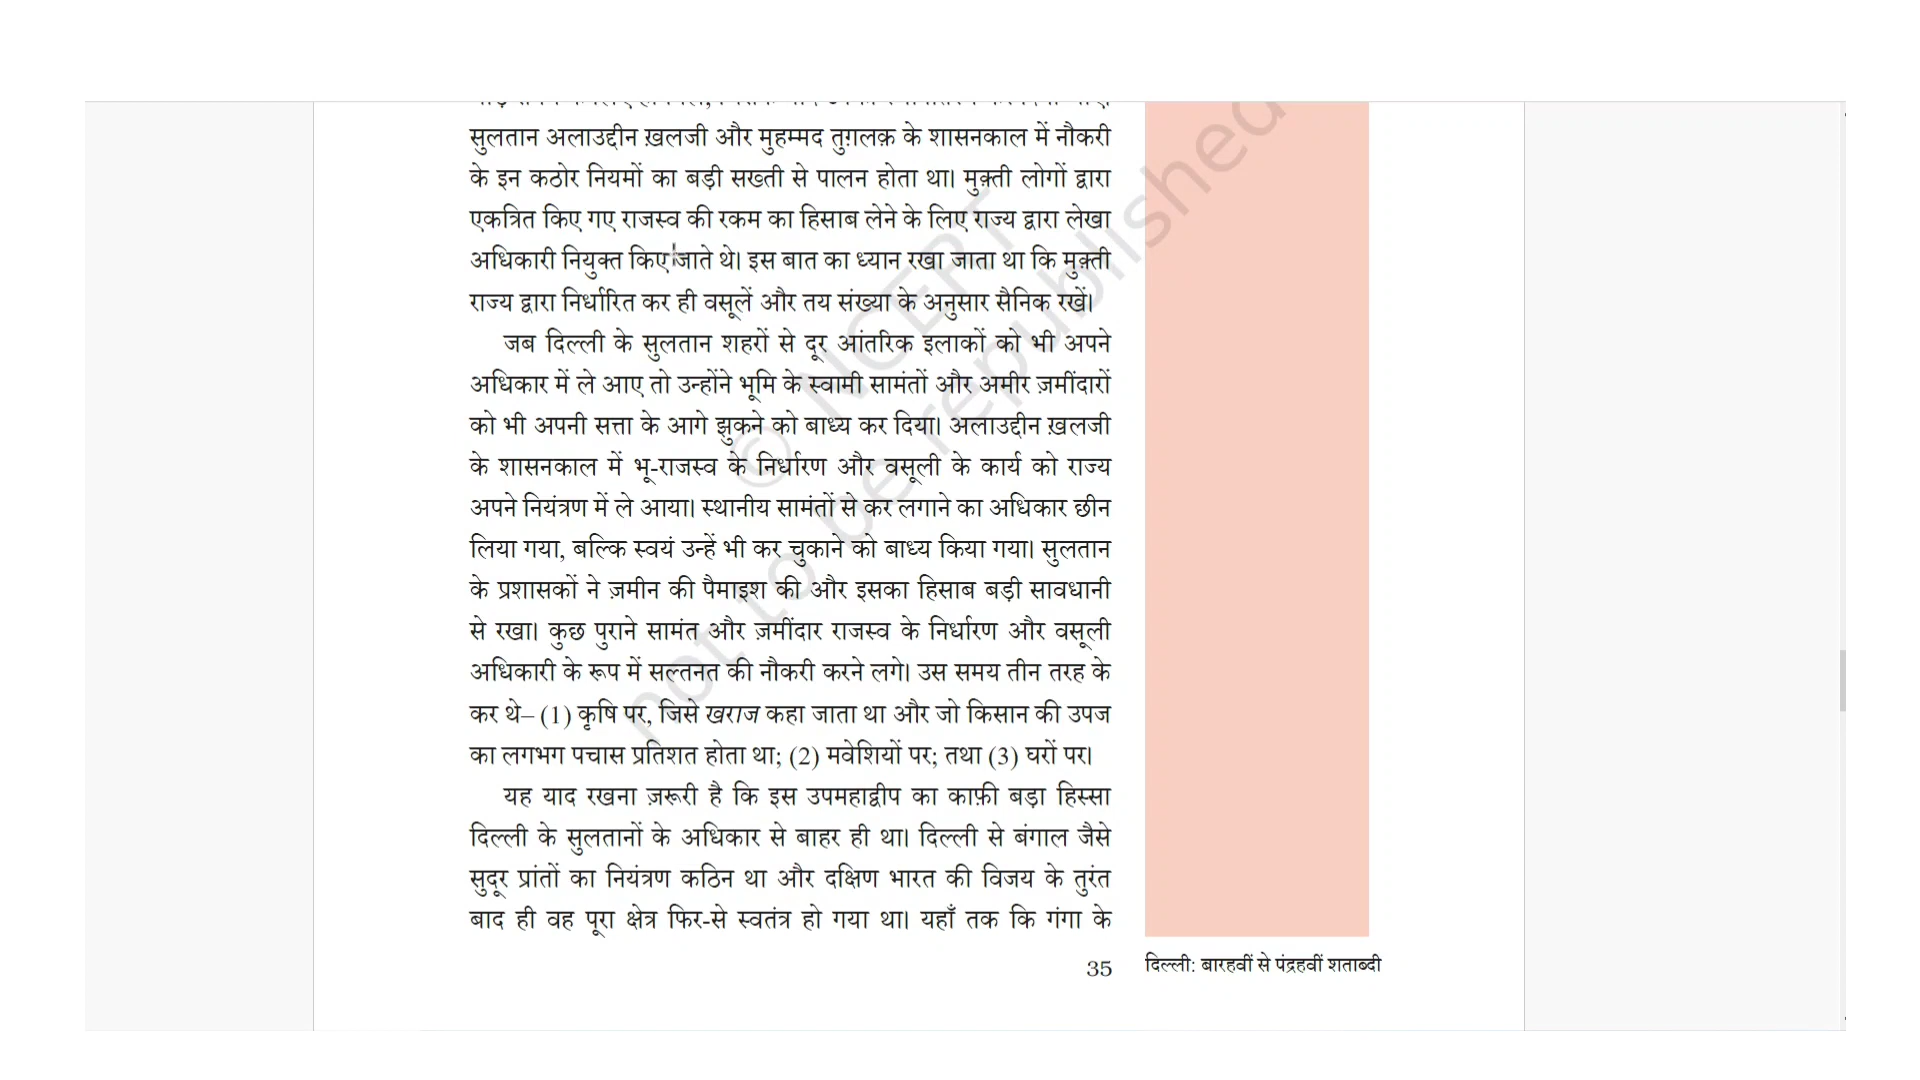 सुलतान अलाउद्दीन ख़लजी और मुहम्मद तुग़लक़ के शासनकाल में नौकरी
के इन कठोर नियमों का बड़ी सख्ती से पालन होता था। मुक़्ती लोगों द्वारा
एकत्रित किए गए राजस्व की रकम का हिसाब लेने के लिए राज्य द्वारा लेखा
अधिकारी नियुक्त किए जाते थे। इस बात का ध्यान रखा जाता था कि मुक़्ती
राज्य द्वारा निर्धारित कर ही वसूलें और तय संख्या के अनुसार सैनिक रखें।
जब दिल्ली के सुलतान शहरों से दूर आंतरिक इलाकों को भी अपने
अधिकार में ले आए तो उन्होंने भूमि के स्वामी सामंतों और अमीर ज़मींदारों
को भी अपनी सत्ता के आगे झुकने को बाध्य कर दिया। अलाउद्दीन ख़लजी
के शासनकाल में भू-राजस्व के निर्धारण और वसूली के कार्य को राज्य
अपने नियंत्रण में ले आया। स्थानीय सामंतों से कर लगाने का अधिकार छीन
लिया गया, बल्कि स्वयं उन्हें भी कर चुकाने को बाध्य किया गया। सुलतान
के प्रशासकों ने ज़मीन की पैमाइश की और इसका हिसाब बड़ी सावधानी
से रखा। कुछ पुराने सामंत और ज़मींदार राजस्व के निर्धारण और वसूली
अधिकारी के रूप में सल्तनत की नौकरी करने लगे। उस समय तीन तरह के
कर थे– (1) कृषि पर, जिसे खराज कहा जाता था और जो किसान की उपज
का लगभग पचास प्रतिशत होता था; (2) मवेशियों पर; तथा (3) घरों पर।
यह याद रखना ज़रूरी है कि इस उपमहाद्वीप का काफ़ी बड़ा हिस्सा
दिल्ली के सुलतानों के अधिकार से बाहर ही था। दिल्ली से बंगाल जैसे
सुदूर प्रांतों का नियंत्रण कठिन था और दक्षिण भारत की विजय के तुरंत
बाद ही वह पूरा क्षेत्र फिर-से स्वतंत्र हो गया था। यहाँ तक कि गंगा के
35
दिल्ली: बारहवीं से पंद्रहवीं शताब्दी
© NCERT
not to be republished